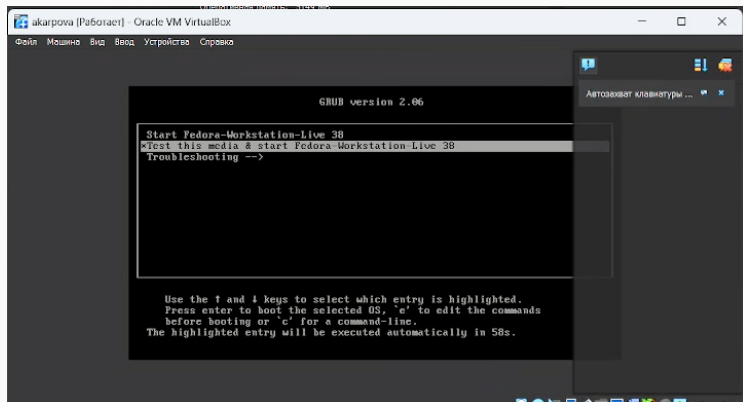 akarpova [Работает] - Oracle VM VirtualBox
Файл Машина Вид Ввод Устройства Справка
Автозахват клавиатуры ...
GRUB version 2.06
Start Fedora-Workstation-Live 38
*Test this media & start Fedora-Workstation-Live 38
Troubleshooting -->
Use the ↑ and ↓ keys to select which entry is highlighted.
Press enter to boot the selected OS, `e' to edit the commands
before booting or `c' for a command-line.
The highlighted entry will be executed automatically in 58s.